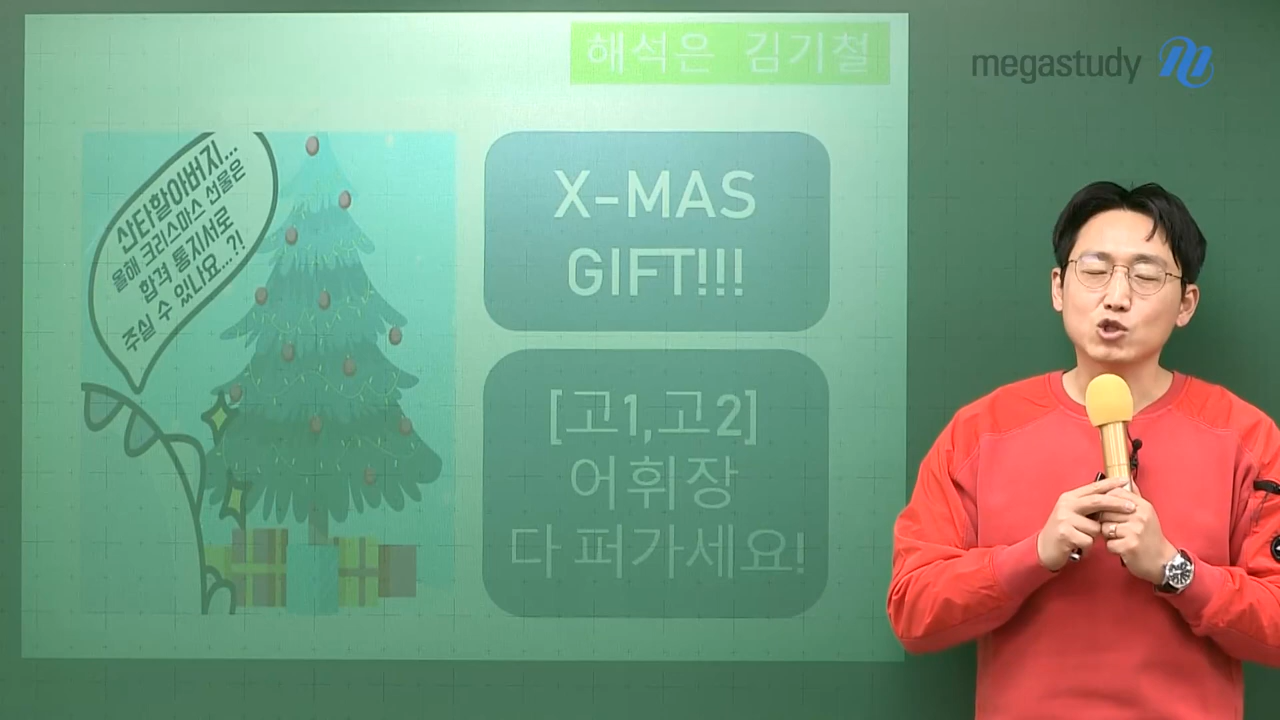 해석은 김기철
megastudy
산타할아버지...
올해 크리스마스 선물은
합격 통지서로
주실 수 있나요...?!
X-MAS
GIFT!!!
[고1,고2]
어휘장
다 퍼가세요!